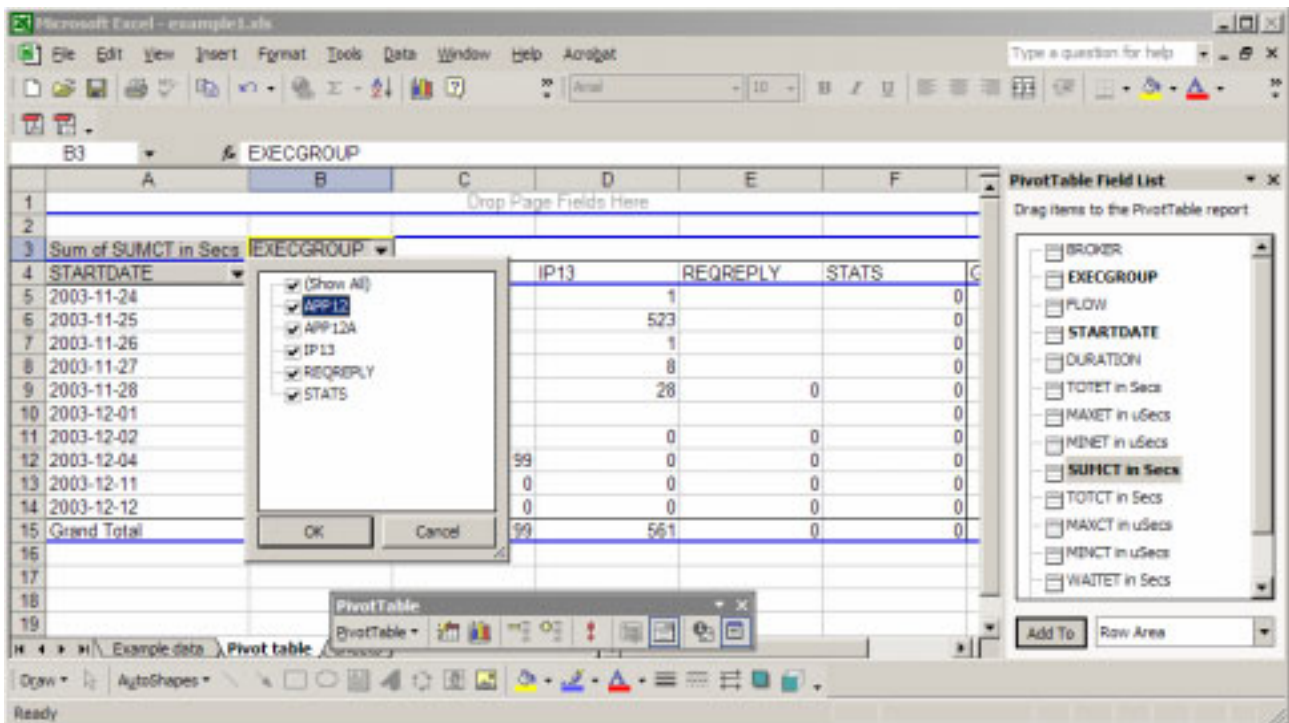 Microsoft Excel - example1.xls
File Edit View Insert Format Tools Data Window Help Acrobat Type a question for help
Arial 10 B I U
B3 fx EXECGROUP
A B C D E F
1 Drop Page Fields Here
2
3 Sum of SUMCT in Secs EXECGROUP
4 STARTDATE IP13 REQREPLY STATS G
5 2003-11-24 1 0
6 2003-11-25 523 0
7 2003-11-26 1 0
8 2003-11-27 8 0
9 2003-11-28 28 0 0
10 2003-12-01 0
11 2003-12-02 0 0 0
12 2003-12-04 99 0 0 0
13 2003-12-11 0 0 0 0
14 2003-12-12 0 0 0 0
15 Grand Total 99 561 0 0
16
17
18
19
(Show All)
APP12
APP12A
IP13
REQREPLY
STATS
OK Cancel
PivotTable
PivotTable
PivotTable Field List
Drag items to the PivotTable report
BROKER
EXECGROUP
FLOW
STARTDATE
DURATION
TOTET in Secs
MAXET in uSecs
MINET in uSecs
SUMCT in Secs
TOTCT in Secs
MAXCT in uSecs
MINCT in uSecs
WAITET in Secs
Add To Row Area
Example data Pivot table
Draw AutoShapes
Ready